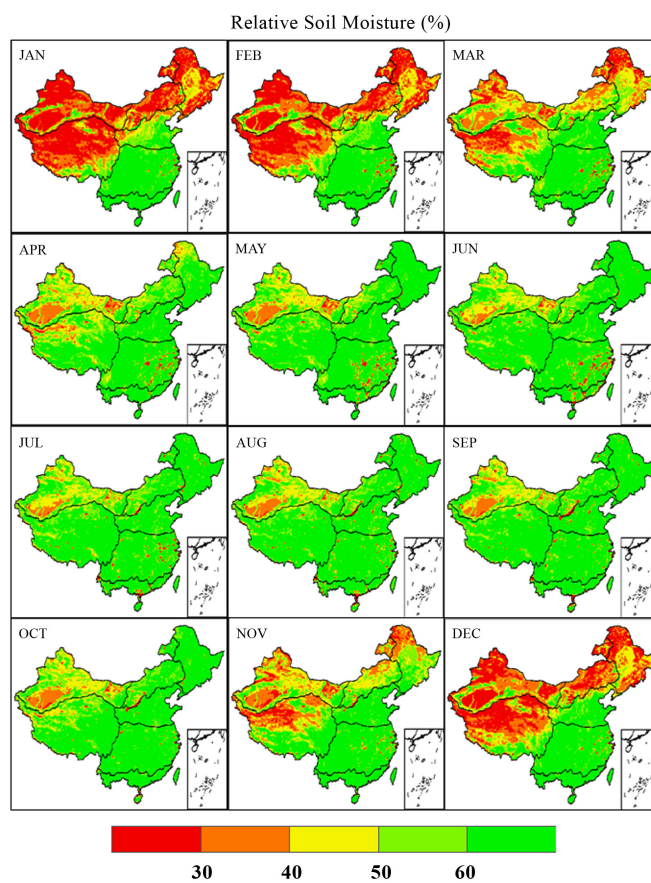 Relative Soil Moisture (%)
JAN
FEB
MAR
APR
MAY
JUN
JUL
AUG
SEP
OCT
NOV
DEC
30 40 50 60